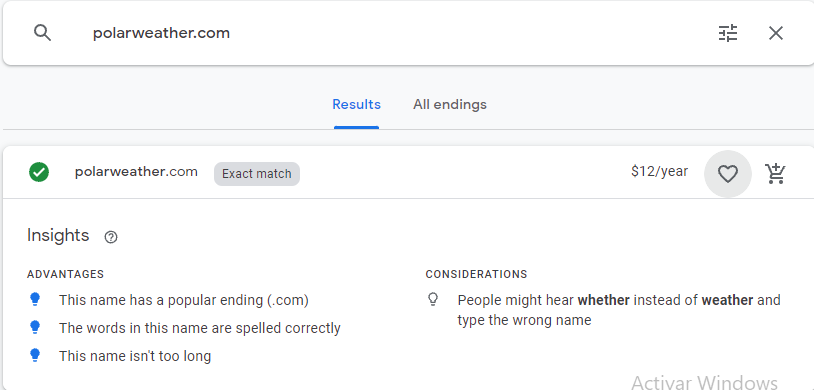 polarweather.com
Results All endings
polarweather.com Exact match $12/year
Insights
ADVANTAGES
This name has a popular ending (.com)
The words in this name are spelled correctly
This name isn't too long
CONSIDERATIONS
People might hear whether instead of weather and
type the wrong name
Activar Windows